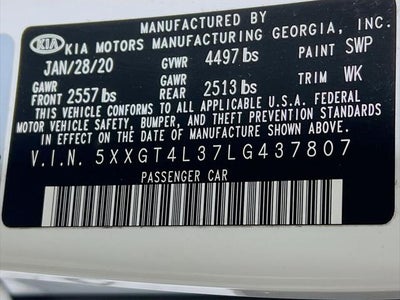 MANUFACTURED BY
KIA KIA MOTORS MANUFACTURING GEORGIA, INC.
JAN/28/20 GVWR 4497 lbs PAINT SWP
GAWR FRONT 2557 lbs GAWR REAR 2513 lbs TRIM WK
THIS VEHICLE CONFORMS TO ALL APPLICABLE U.S.A. FEDERAL
MOTOR VEHICLE SAFETY, BUMPER, AND THEFT PREVENTION STANDARDS
IN EFFECT ON THE DATE OF MANUFACTURE SHOWN ABOVE.
V.I.N. 5XXGT4L37LG437807
PASSENGER CAR